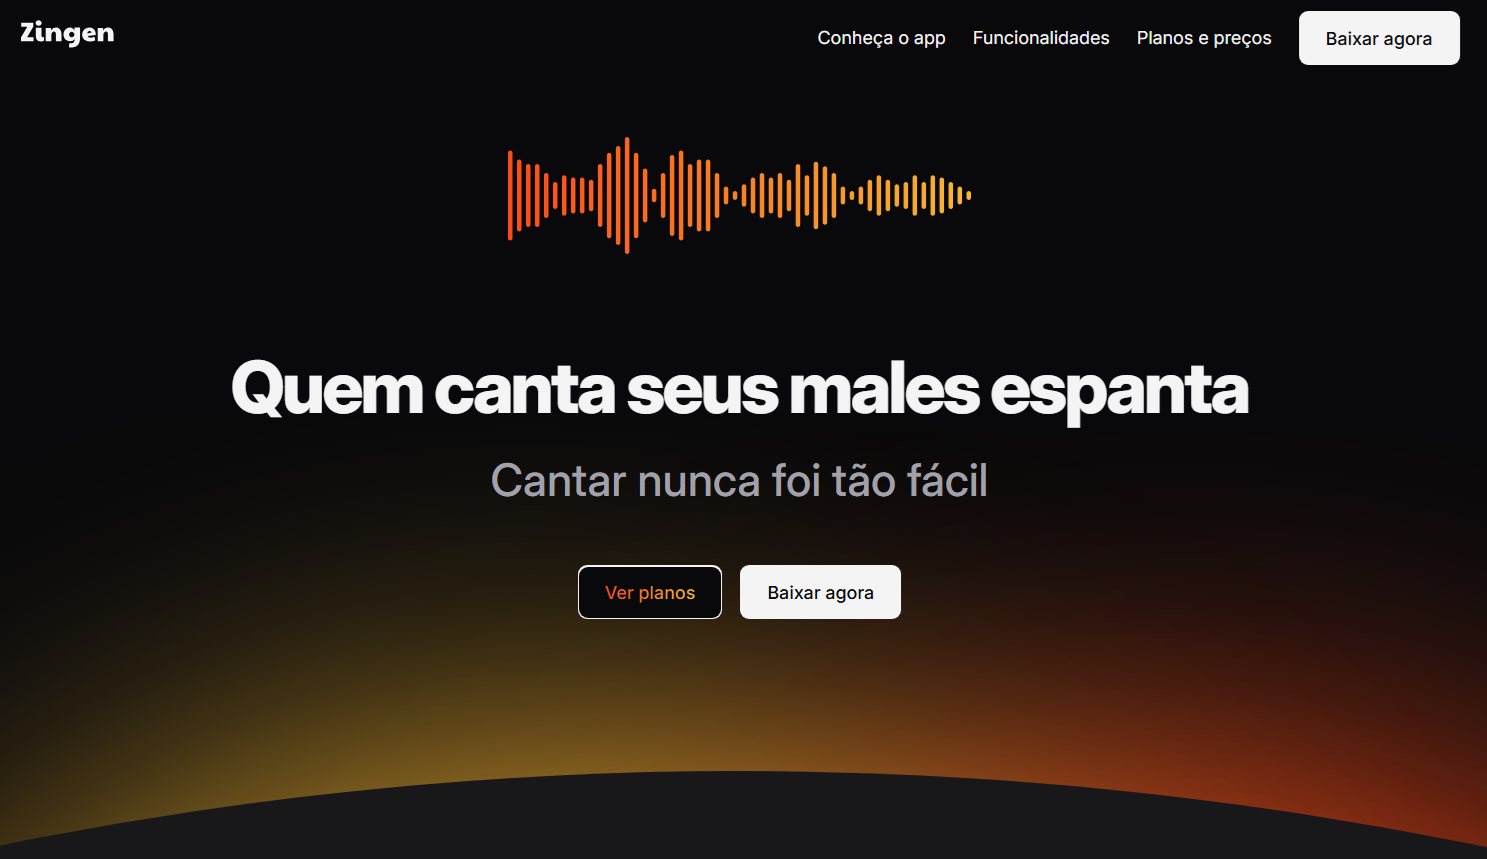 Zingen
Conheça o app
Funcionalidades
Planos e preços
Baixar agora
Quem canta seus males espanta
Cantar nunca foi tão fácil
Ver planos
Baixar agora